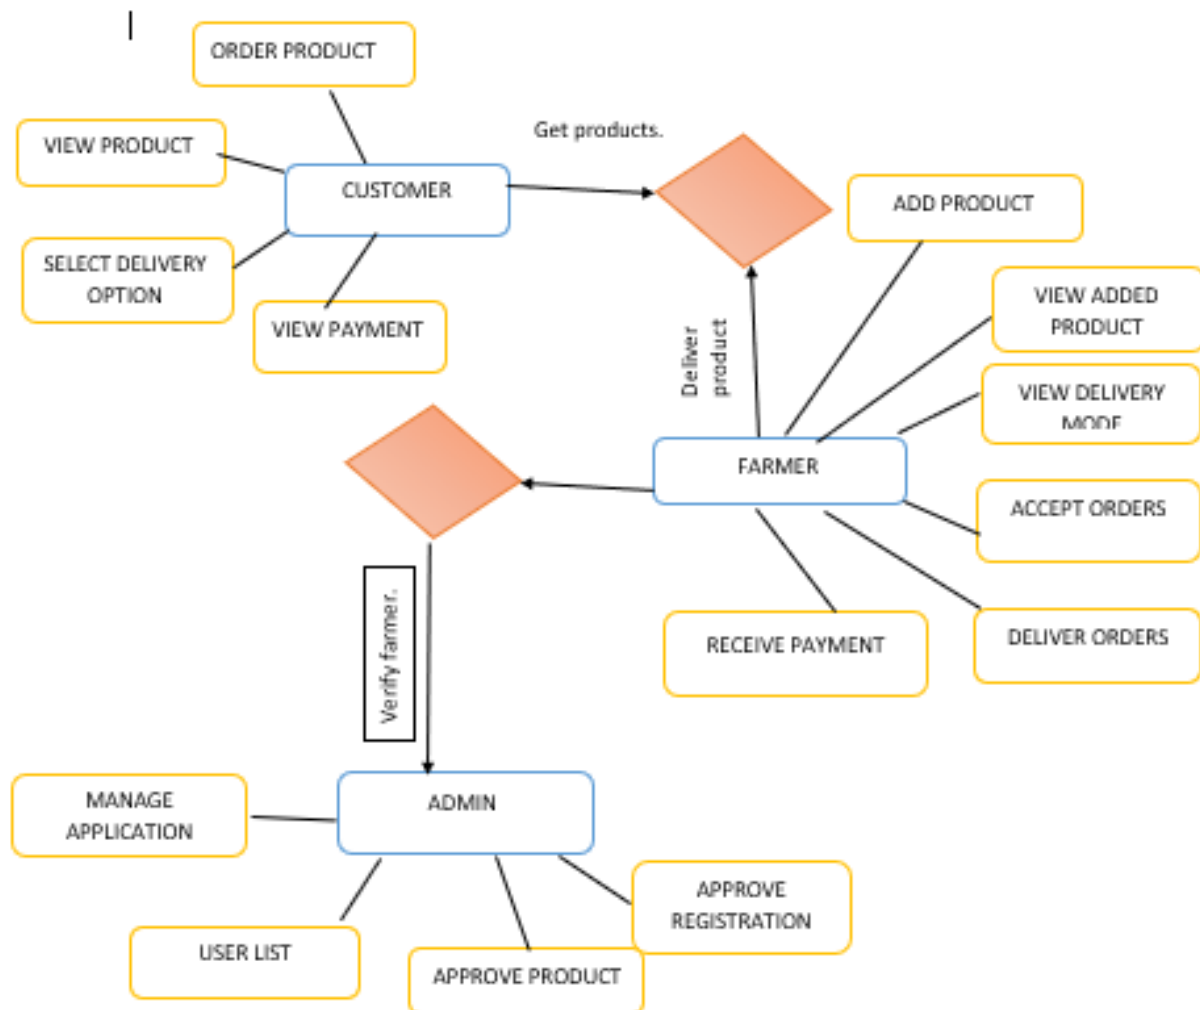 ORDER PRODUCT
VIEW PRODUCT
Get products.
CUSTOMER
ADD PRODUCT
SELECT DELIVERY
OPTION
VIEW PAYMENT
VIEW ADDED
PRODUCT
Deliver
product
VIEW DELIVERY
MODE
FARMER
ACCEPT ORDERS
RECEIVE PAYMENT
DELIVER ORDERS
Verify farmer.
MANAGE
APPLICATION
ADMIN
APPROVE
REGISTRATION
USER LIST
APPROVE PRODUCT